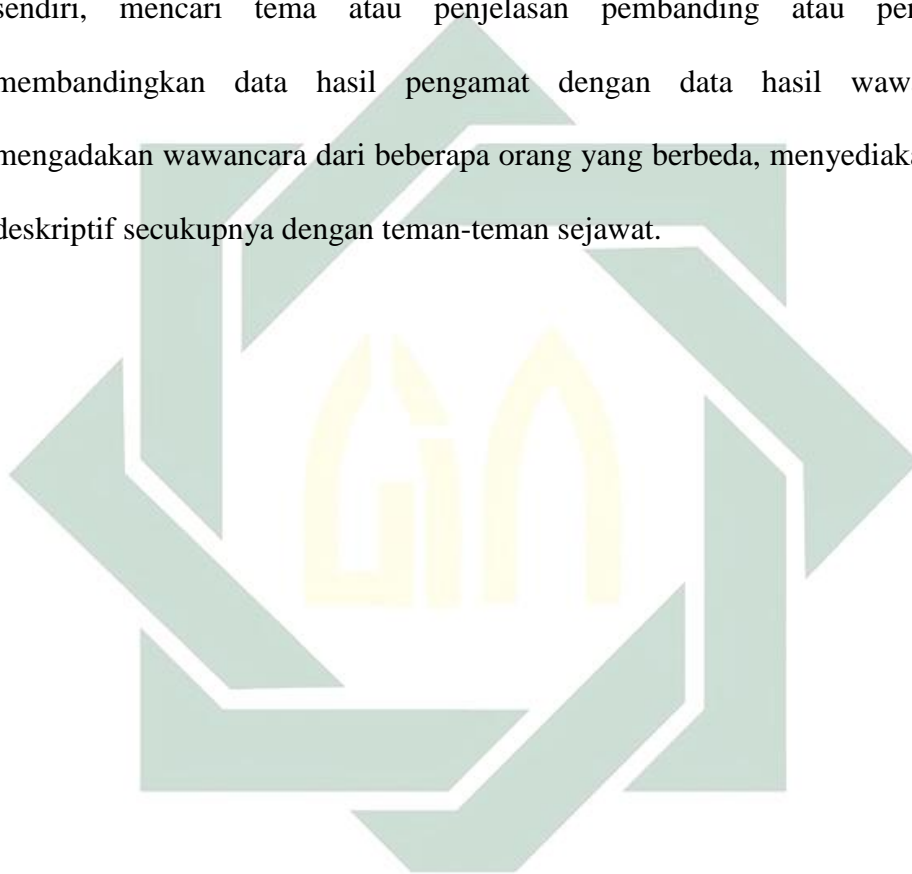 sendiri, mencari tema atau penjelasan pembanding atau
membandingkan data hasil pengamat dengan data hasil
mengadakan wawancara dari beberapa orang yang berbeda,
deskriptif secukupnya dengan teman-teman sejawat.